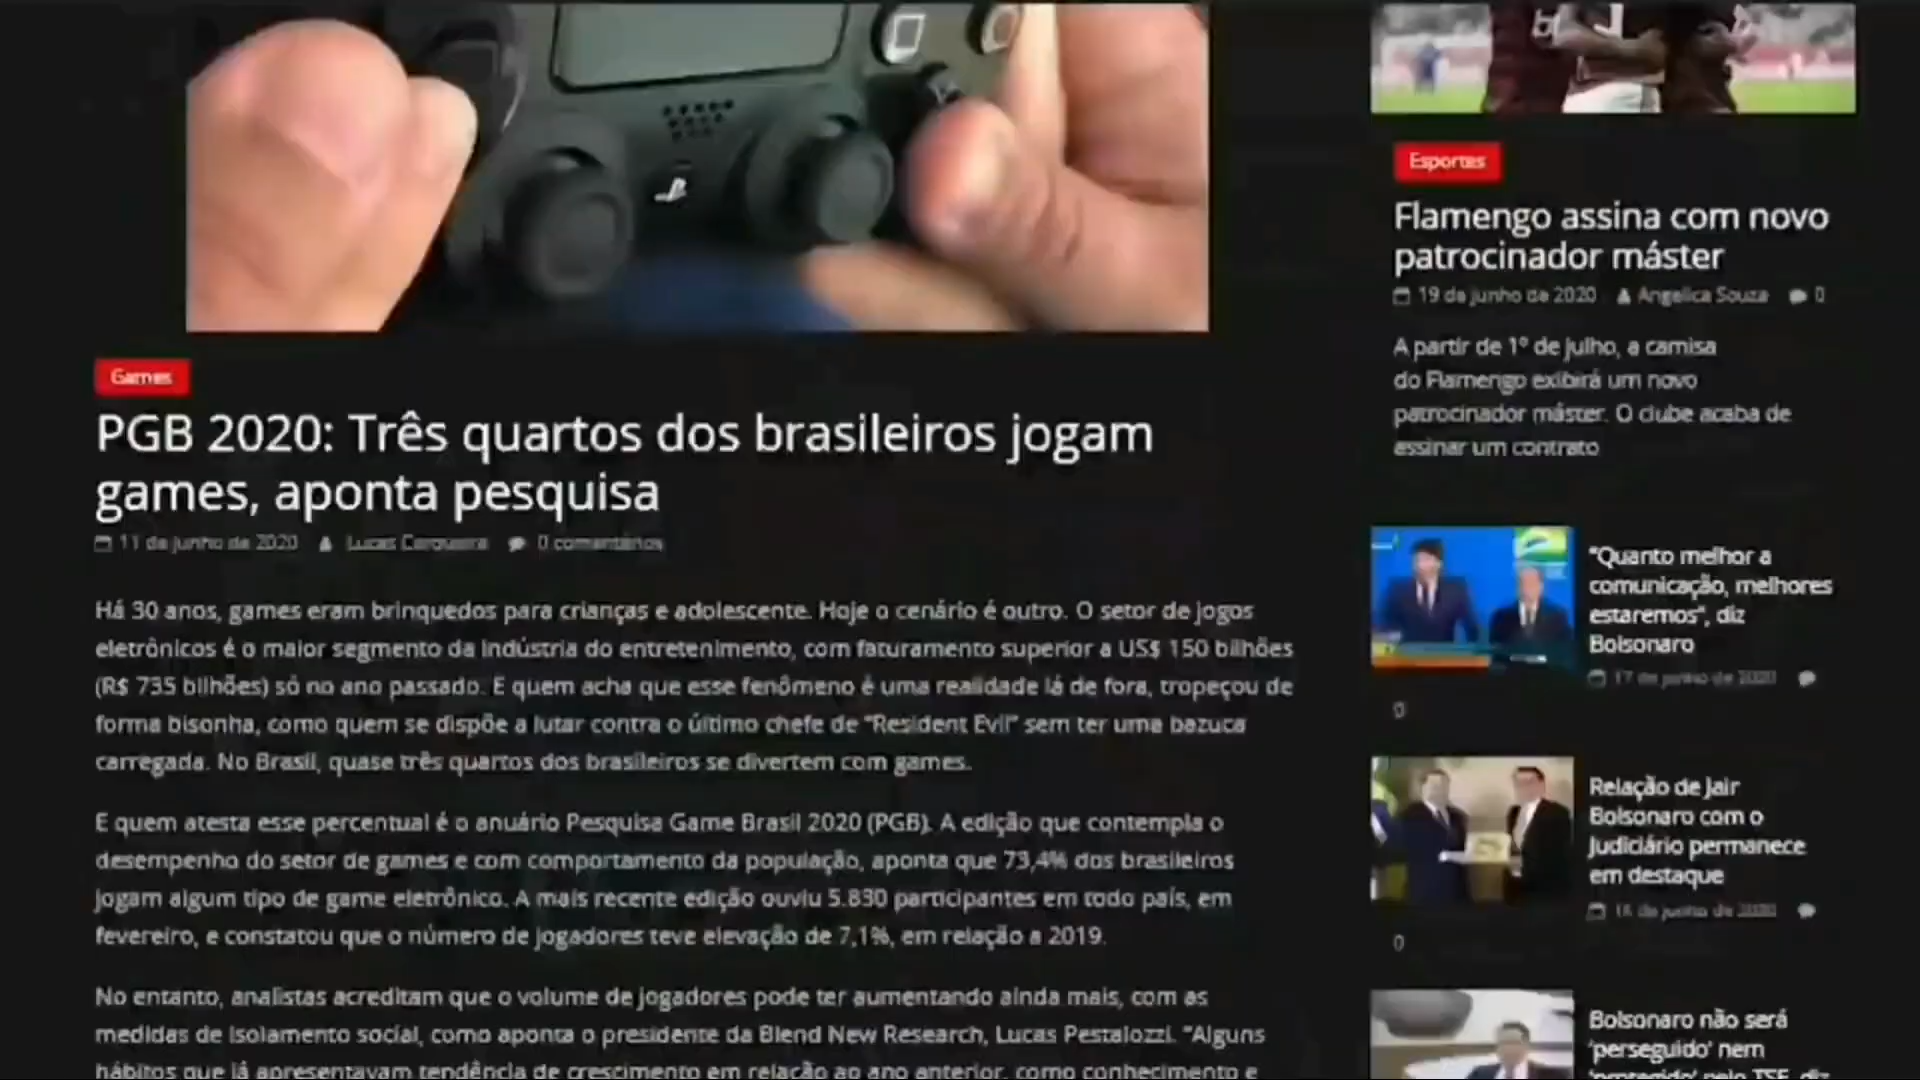 Games
PGB 2020: Três quartos dos brasileiros jogam
games, aponta pesquisa
11 de junho de 2020 Lucas Cerqueira 0 comentários
Há 30 anos, games eram brinquedos para crianças e adolescente. Hoje o cenário é outro. O setor de jogos
eletrônicos é o maior segmento da indústria do entretenimento, com faturamento superior a US$ 150 bilhões
(R$ 735 bilhões) só no ano passado. E quem acha que esse fenômeno é uma realidade lá de fora, tropeçou de
forma bisonha, como quem se dispõe a lutar contra o último chefe de “Resident Evil” sem ter uma bazuca
carregada. No Brasil, quase três quartos dos brasileiros se divertem com games.
E quem atesta esse percentual é o anuário Pesquisa Game Brasil 2020 (PGB). A edição que contempla o
desempenho do setor de games e com comportamento da população, aponta que 73,4% dos brasileiros
jogam algum tipo de game eletrônico. A mais recente edição ouviu 5.830 participantes em todo país, em
fevereiro, e constatou que o número de jogadores teve elevação de 7,1%, em relação a 2019.
No entanto, analistas acreditam que o volume de jogadores pode ter aumentando ainda mais, com as
medidas de isolamento social, como aponta o presidente da Blend New Research, Lucas Pestalozzi. “Alguns
hábitos que já apresentavam tendência de crescimento em relação ao ano anterior, como conhecimento e
Esportes
Flamengo assina com novo
patrocinador máster
19 de junho de 2020 Angelica Souza 0
A partir de 1º de julho, a camisa
do Flamengo exibirá um novo
patrocinador máster. O clube acaba de
assinar um contrato
“Quanto melhor a
comunicação, melhores
estaremos”, diz
Bolsonaro
17 de junho de 2020
0
Relação de Jair
Bolsonaro com o
Judiciário permanece
em destaque
16 de junho de 2020
0
Bolsonaro não será
‘perseguido’ nem
‘protegido’ pelo TSE, diz